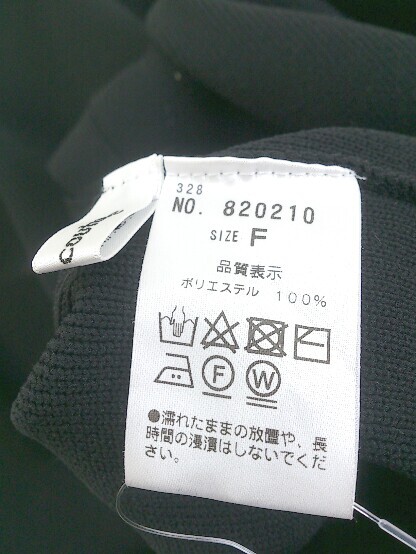 328
NO. 820210
SIZE F
品質表示
ポリエステル 100%
F W
●濡れたままの放置や、長
時間の浸漬はしないでくだ
さい。